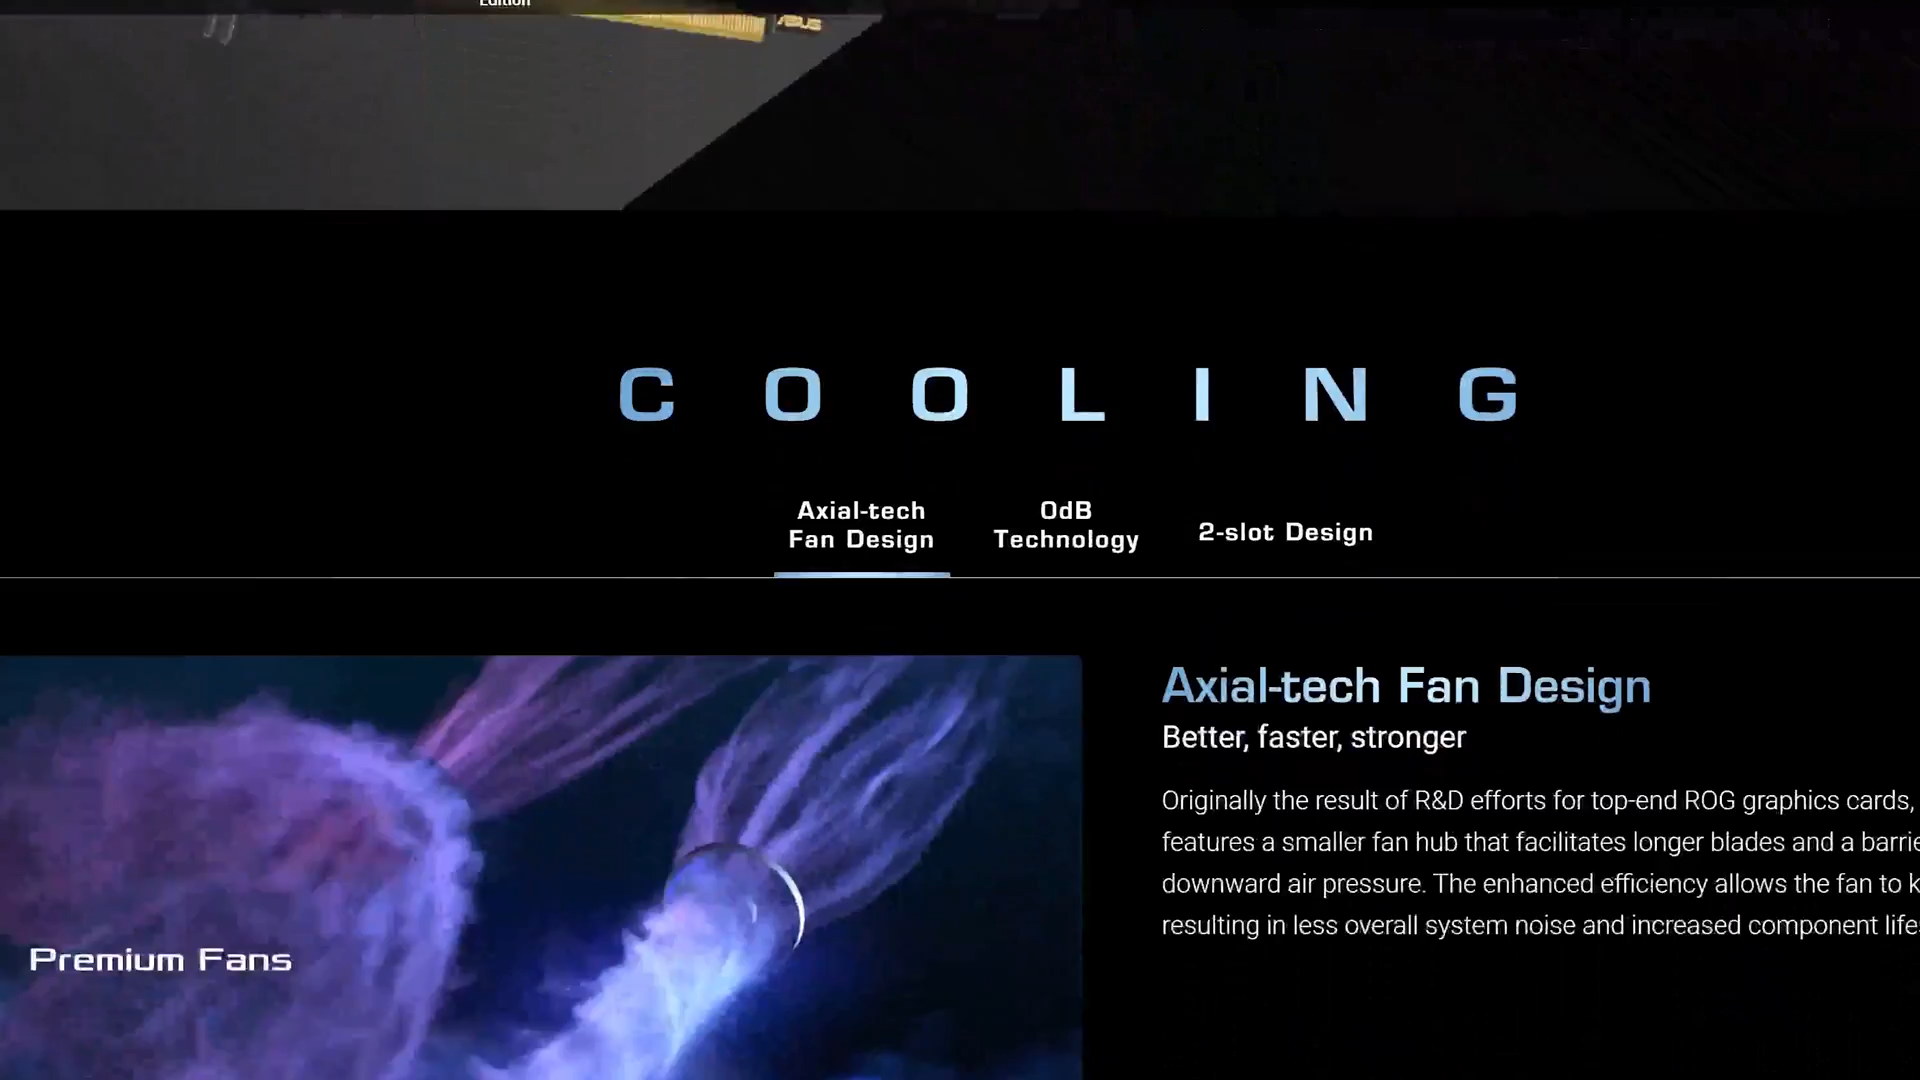 Edition
ASUS
COOLING
Axial-tech
Fan Design
0dB
Technology
2-slot Design
Axial-tech Fan Design
Better, faster, stronger
Originally the result of R&D efforts for top-end ROG graphics cards,
features a smaller fan hub that facilitates longer blades and a
downward air pressure. The enhanced efficiency allows the fan to
resulting in less overall system noise and increased component
Premium Fans